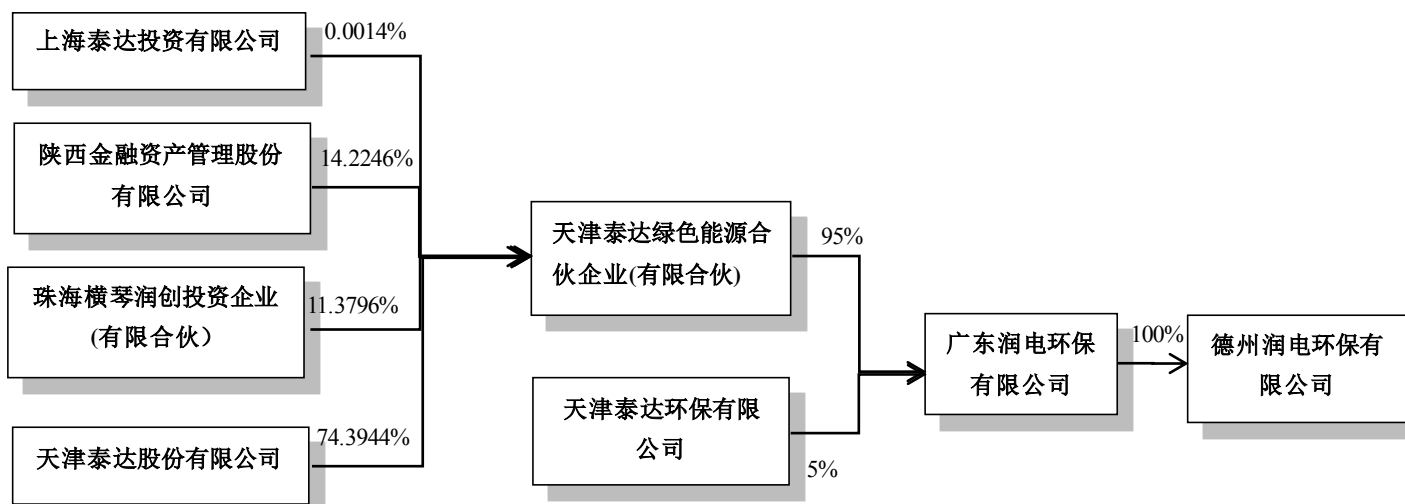 上海泰达投资有限公司
0.0014%
陕西金融资产管理股份
有限公司
14.2246%
珠海横琴润创投资企业
(有限合伙）
11.3796%
天津泰达股份有限公司
74.3944%
天津泰达绿色能源合
伙企业(有限合伙)
95%
天津泰达环保有限
公司
5%
广东润电环保
有限公司
100%
德州润电环保有
限公司